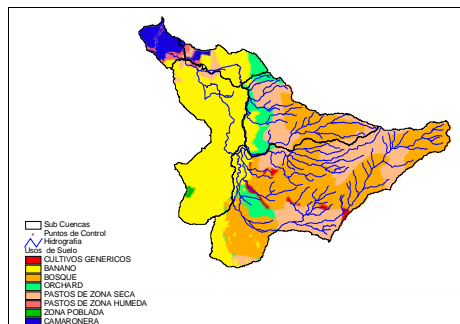 Sub Cuencas
Puntos de Control
Hidrografia
Usos de Suelo
CULTIVOS GENERICOS
BANANO
BOSQUE
ORCHARD
PASTOS DE ZONA SECA
PASTOS DE ZONA HUMEDA
ZONA POBLADA
CAMARONERA